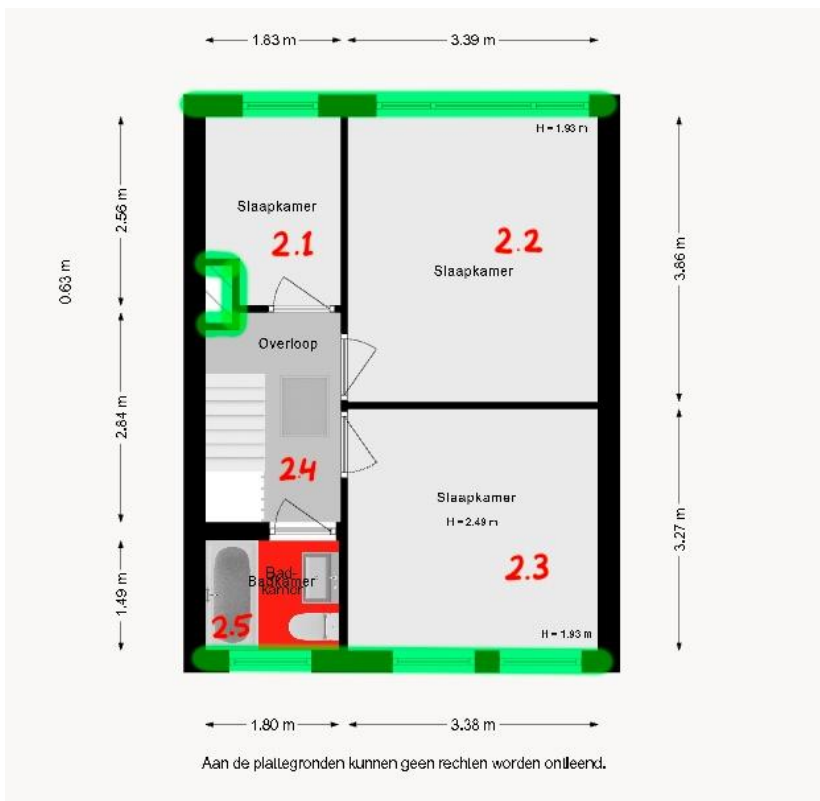 1.83 m
3.39 m
H = 1.93 m
2.56 m
Slaapkamer
2.1
2.2
Slaapkamer
3.86 m
0.63 m
Overloop
2.84 m
2.4
Slaapkamer
H = 2.49 m
2.3
3.27 m
1.49 m
Bad-
kamer
Badkamer
2.5
H = 1.93 m
1.80 m
3.38 m
Aan de plattegronden kunnen geen rechten worden ontleend.